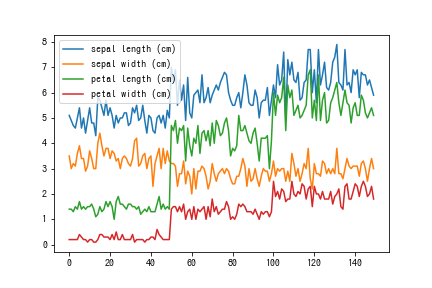 8
7
6
5
4
3
2
1
0
sepal length (cm)
sepal width (cm)
petal length (cm)
petal width (cm)
0 20 40 60 80 100 120 140